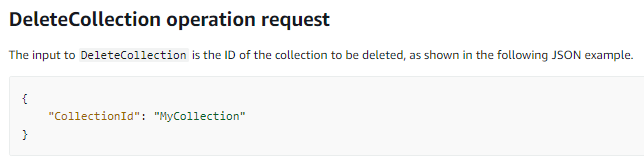 DeleteCollection operation request
The input to DeleteCollection is the ID of the collection to be deleted, as shown in the following JSON example.
{
    "CollectionId": "MyCollection"
}